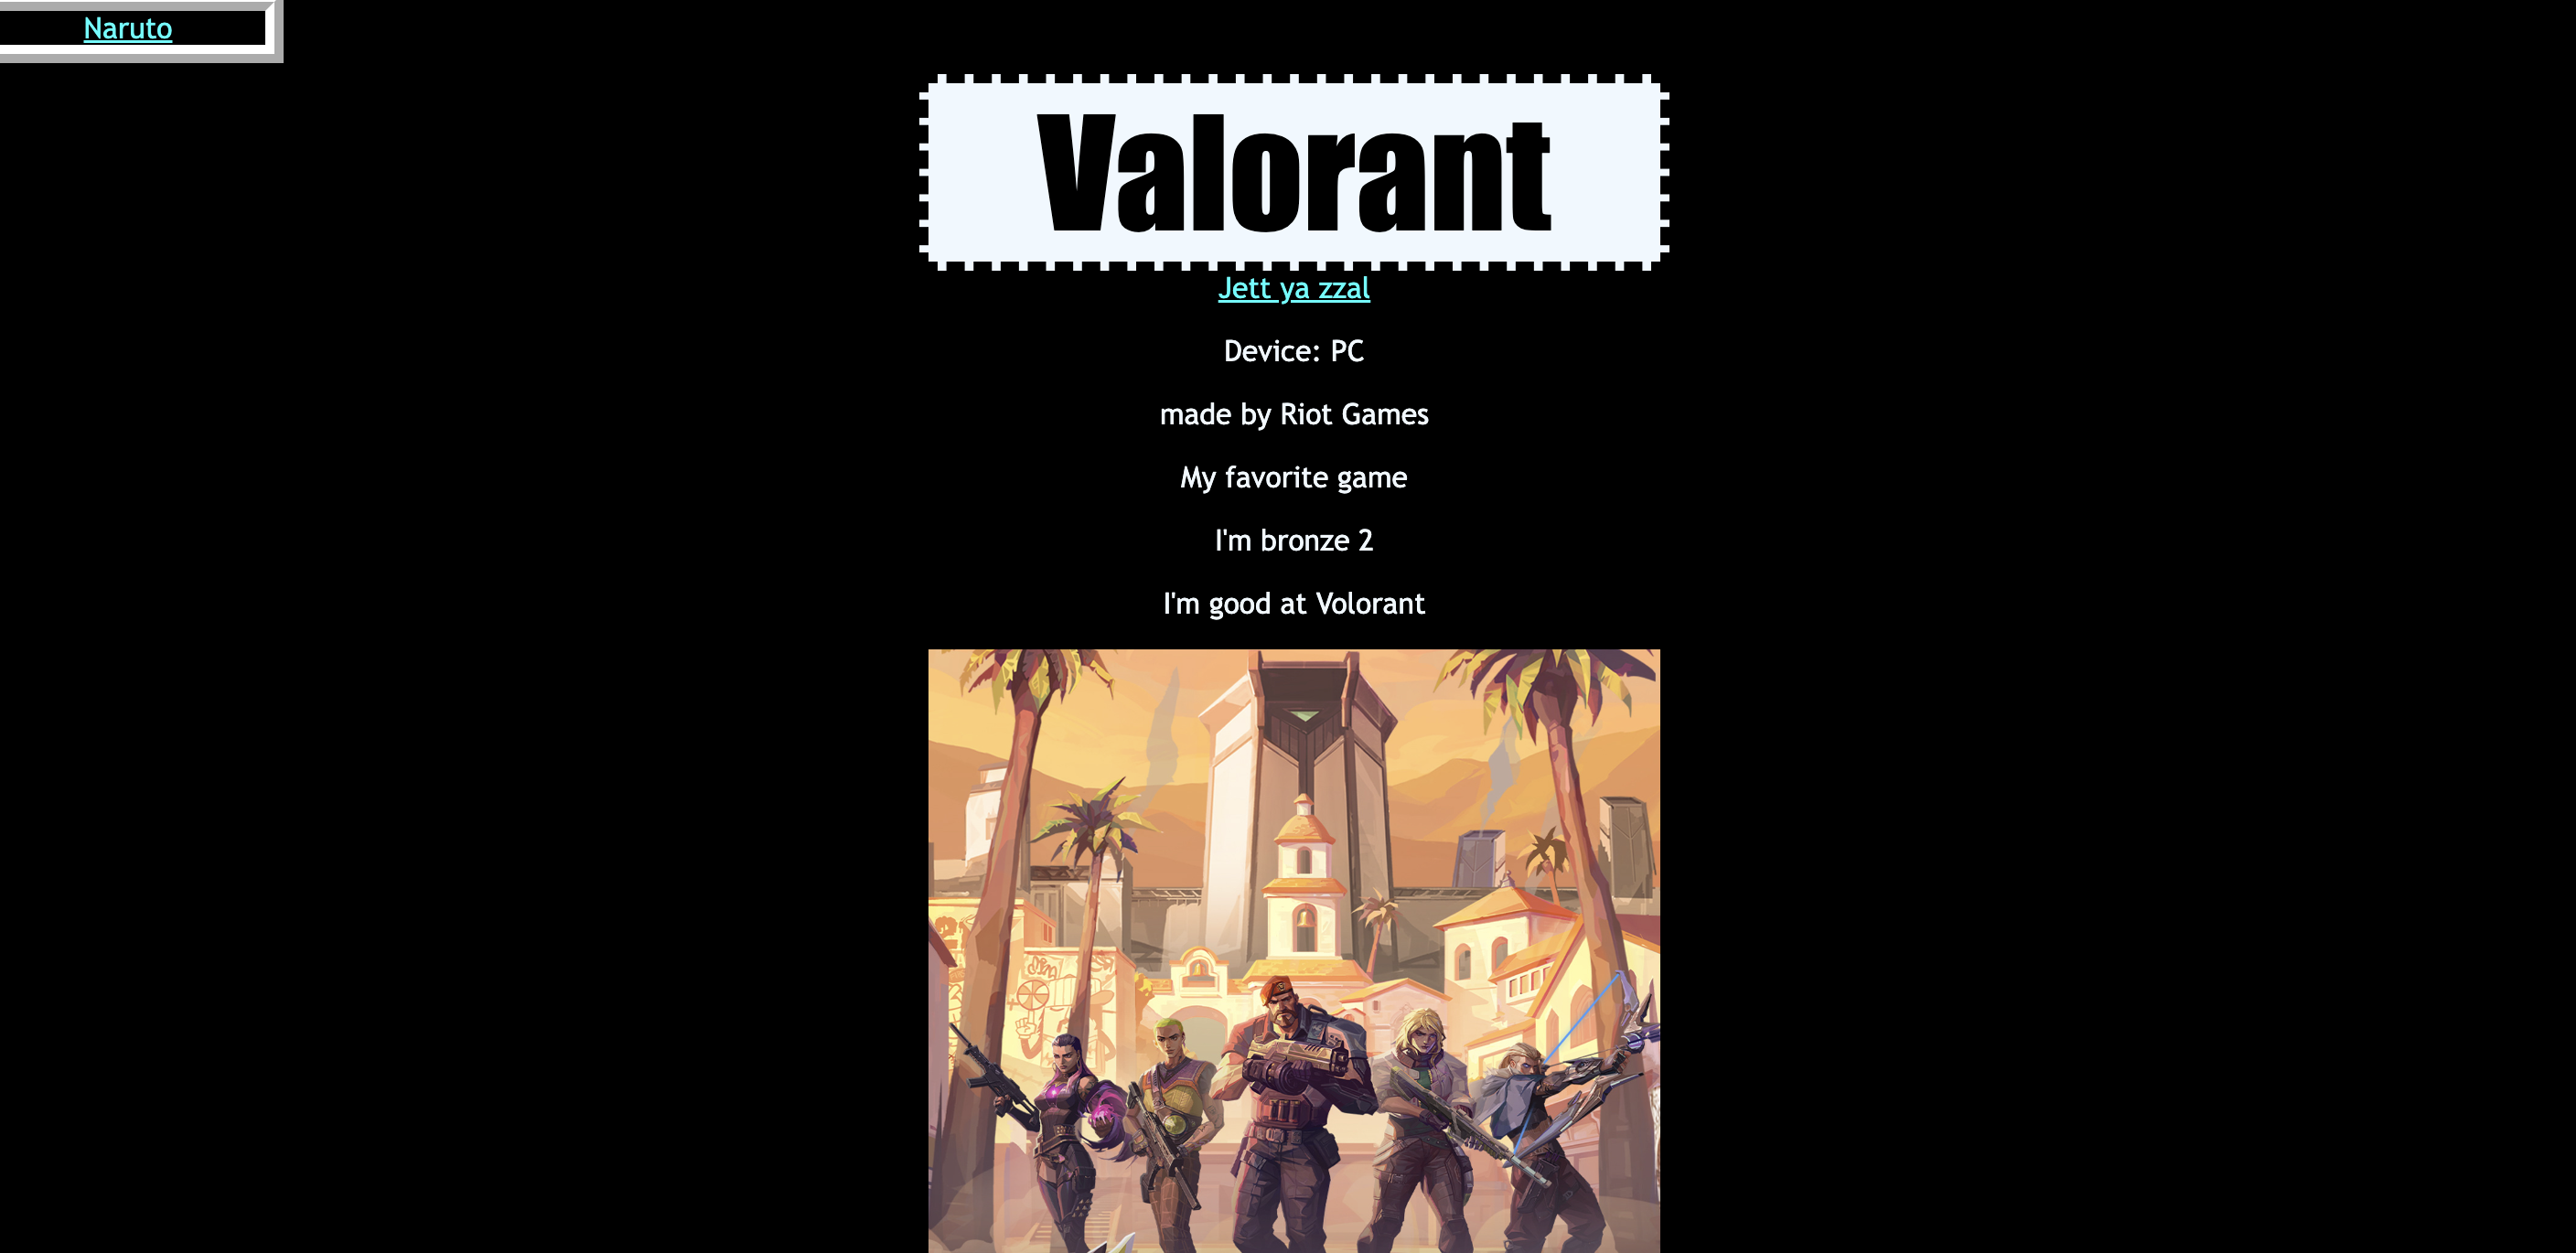 Naruto
Valorant
Jett ya zzal
Device: PC
made by Riot Games
My favorite game
I'm bronze 2
I'm good at Volorant